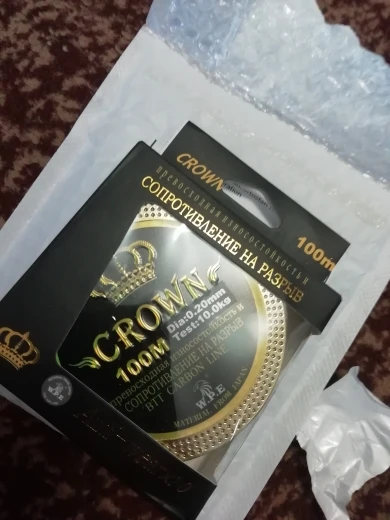 CROWN
превосходная износостойкость и
СОПРОТИВЛЕНИЕ НА РАЗРЫВ
100m
CROWN
100M
Dia:0.20mm
Test:10.0kg
превосходная износостойкость и
СОПРОТИВЛЕНИЕ НА РАЗРЫВ
BTT CARBON LINE
WBE
MATERIAL FROM JAPAN